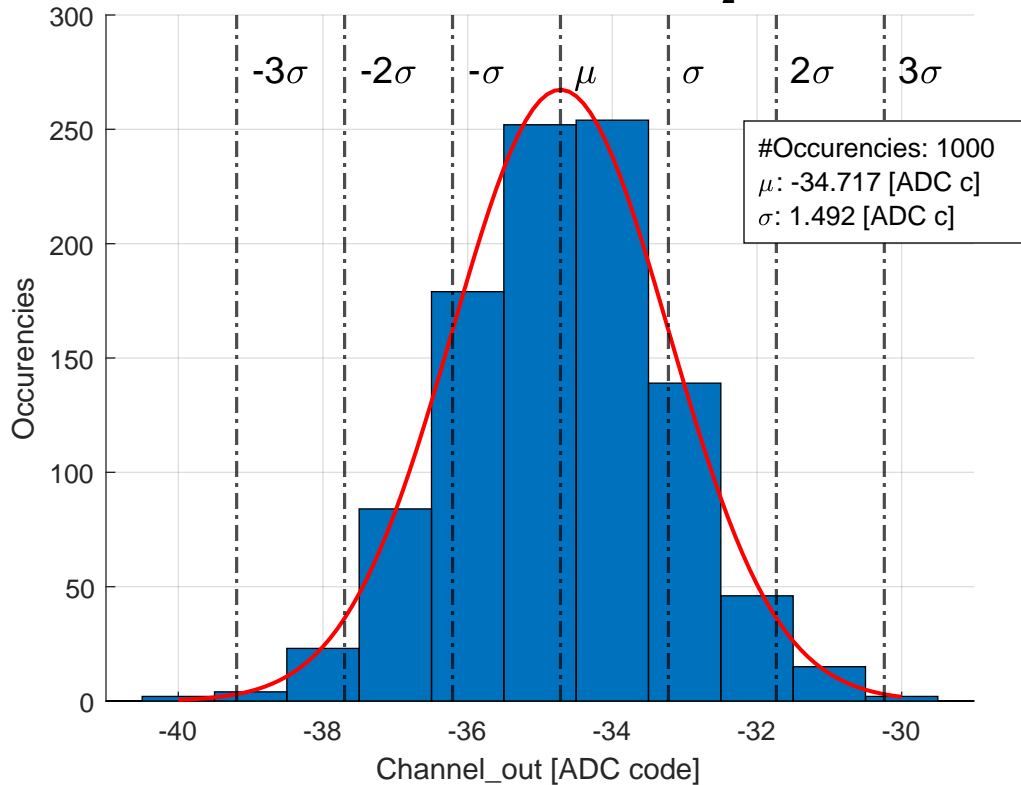 300
250
200
150
100
50
0
-3σ
-2σ
-σ
μ
σ
2σ
3σ
#Occurencies: 1000
μ: -34.717 [ADC c]
σ: 1.492 [ADC c]
Occurencies
-40
-38
-36
-34
-32
-30
Channel_out [ADC code]